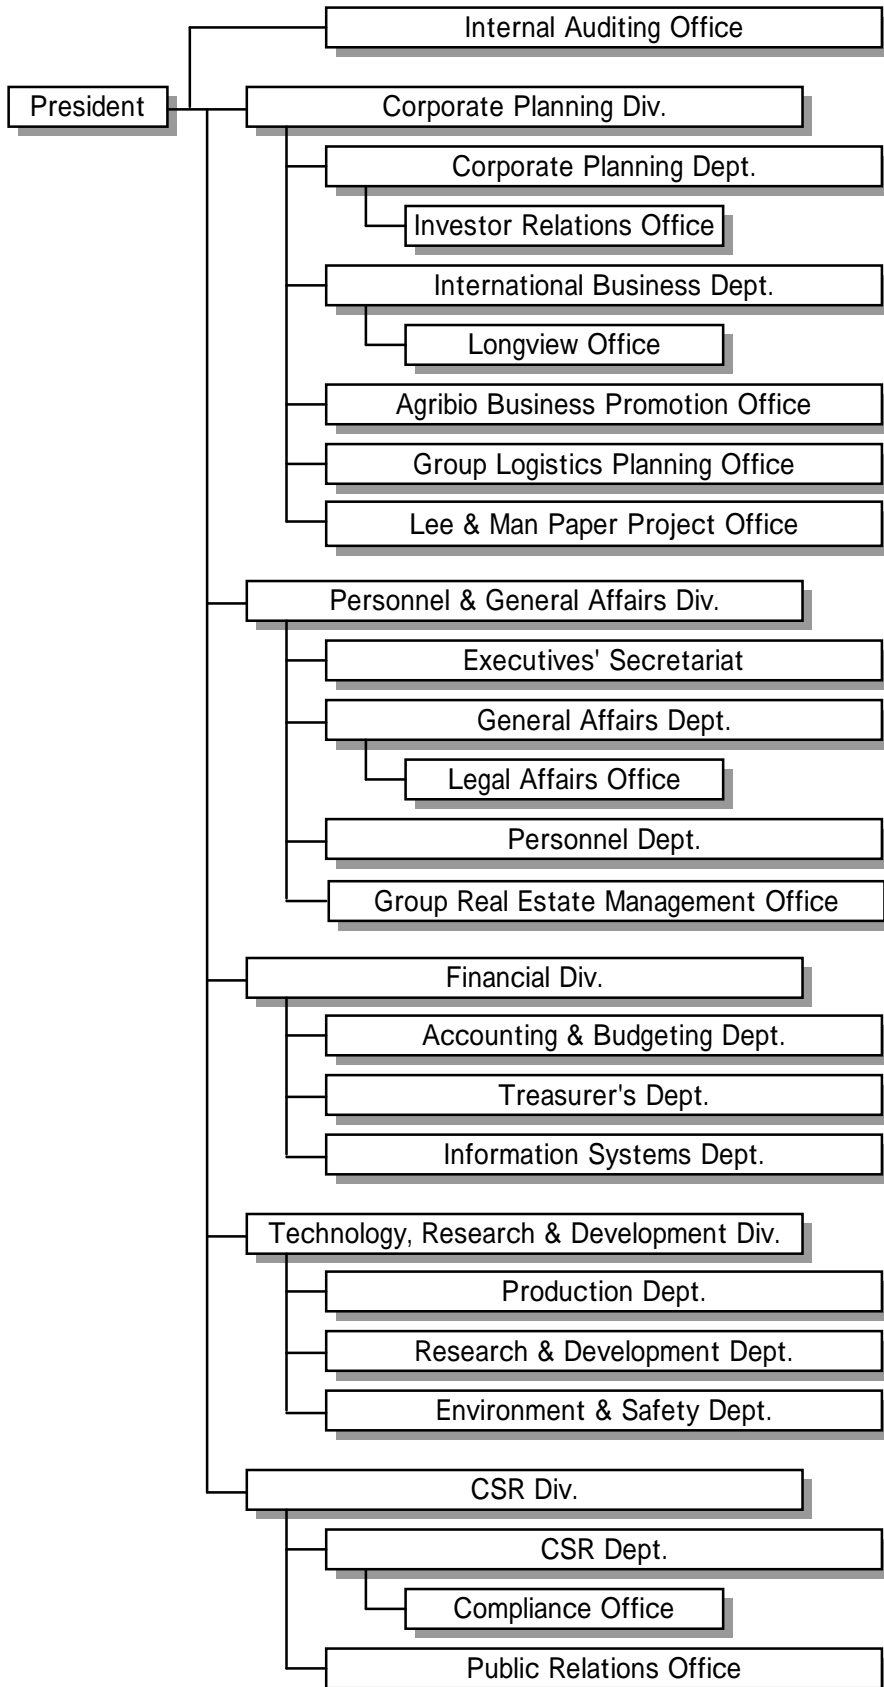 Internal Auditing Office
President
Corporate Planning Div.
Corporate Planning Dept.
Investor Relations Office
International Business Dept.
Longview Office
Agribio Business Promotion Office
Group Logistics Planning Office
Lee & Man Paper Project Office
Personnel & General Affairs Div.
Executives' Secretariat
General Affairs Dept.
Legal Affairs Office
Personnel Dept.
Group Real Estate Management Office
Financial Div.
Accounting & Budgeting Dept.
Treasurer's Dept.
Information Systems Dept.
Technology, Research & Development Div.
Production Dept.
Research & Development Dept.
Environment & Safety Dept.
CSR Div.
CSR Dept.
Compliance Office
Public Relations Office